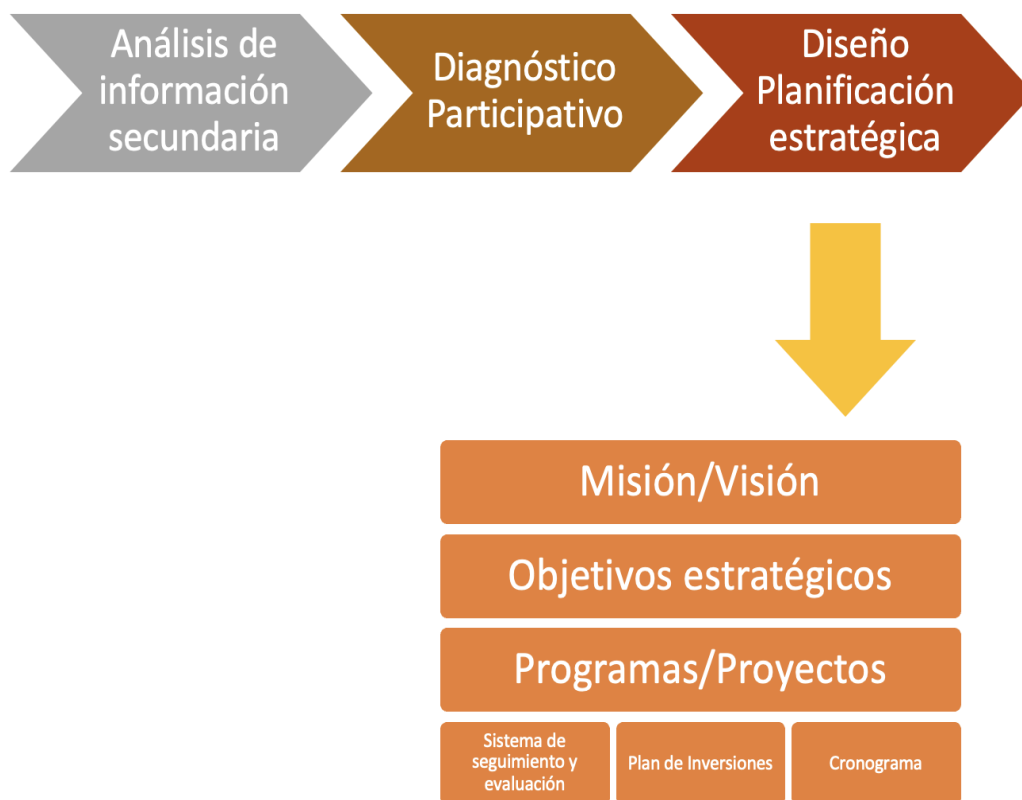 Análisis de
información
secundaria
Diagnóstico
Participativo
Diseño
Planificación
estratégica
Misión/Visión
Objetivos estratégicos
Programas/Proyectos
Sistema de
seguimiento y
evaluación
Plan de Inversiones
Cronograma